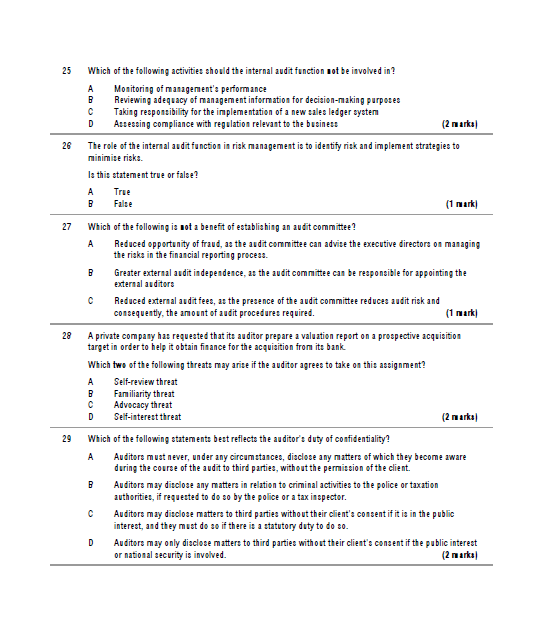 25 Which of the following activities should the internal audit function not be involved in?
A Monitoring of management's performance
B Reviewing adequacy of management information for decision-making purposes
C Taking responsibility for the implementation of a new sales ledger system
D Assessing compliance with regulation relevant to the business (2 marks)
26 The role of the internal audit function in risk management is to identify risk and implement strategies to
minimise risks.
Is this statement true or false?
A True
B False (1 mark)
27 Which of the following is not a benefit of establishing an audit committee?
A Reduced opportunity of fraud, as the audit committee can advise the executive directors on managing
the risks in the financial reporting process.
B Greater external audit independence, as the audit committee can be responsible for appointing the
external auditors
C Reduced external audit fees, as the presence of the audit committee reduces audit risk and
consequently, the amount of audit procedures required. (1 mark)
28 A private company has requested that its auditor prepare a valuation report on a prospective acquisition
target in order to help it obtain finance for the acquisition from its bank.
Which two of the following threats may arise if the auditor agrees to take on this assignment?
A Self-review threat
B Familiarity threat
C Advocacy threat
D Self-interest threat (2 marks)
29 Which of the following statements best reflects the auditor's duty of confidentiality?
A Auditors must never, under any circumstances, disclose any matters of which they become aware
during the course of the audit to third parties, without the permission of the client.
B Auditors may disclose any matters in relation to criminal activities to the police or taxation
authorities, if requested to do so by the police or a tax inspector.
C Auditors may disclose matters to third parties without their client's consent if it is in the public
interest, and they must do so if there is a statutory duty to do so.
D Auditors may only disclose matters to third parties without their client's consent if the public interest
or national security is involved. (2 marks)